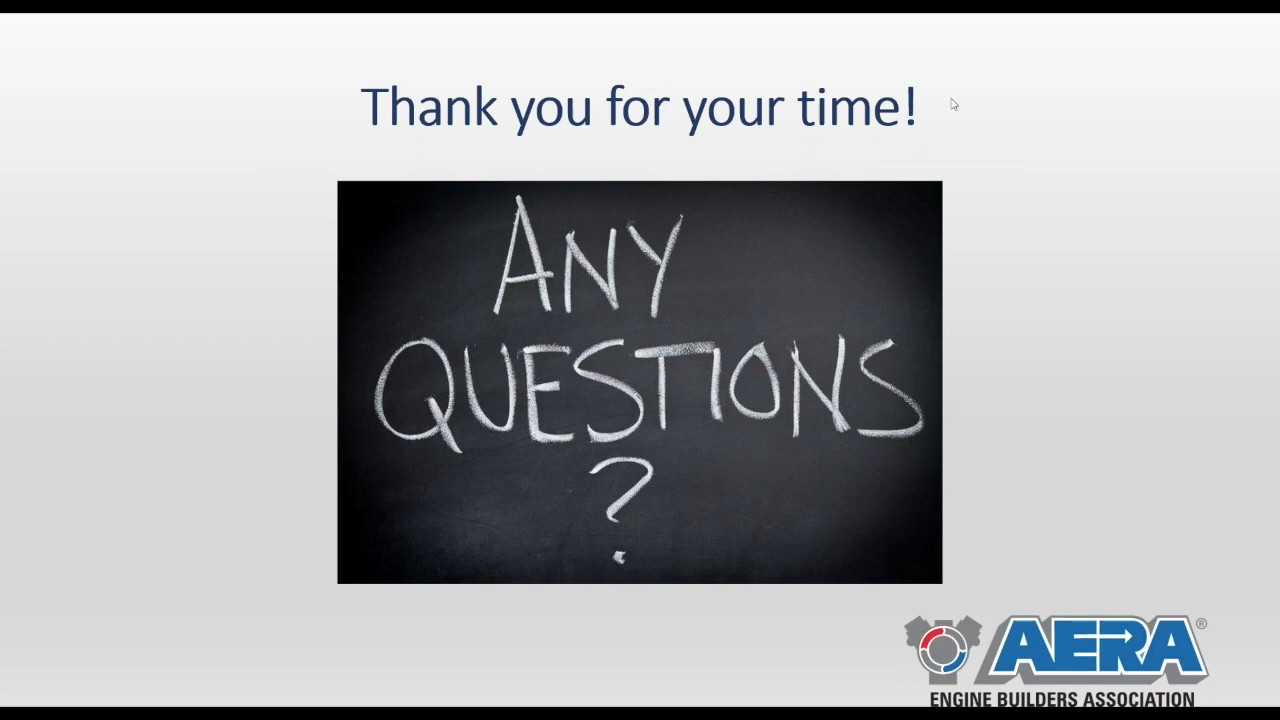 Thank you for your time!
ANY
QUESTIONS
?
AERA®
ENGINE BUILDERS ASSOCIATION